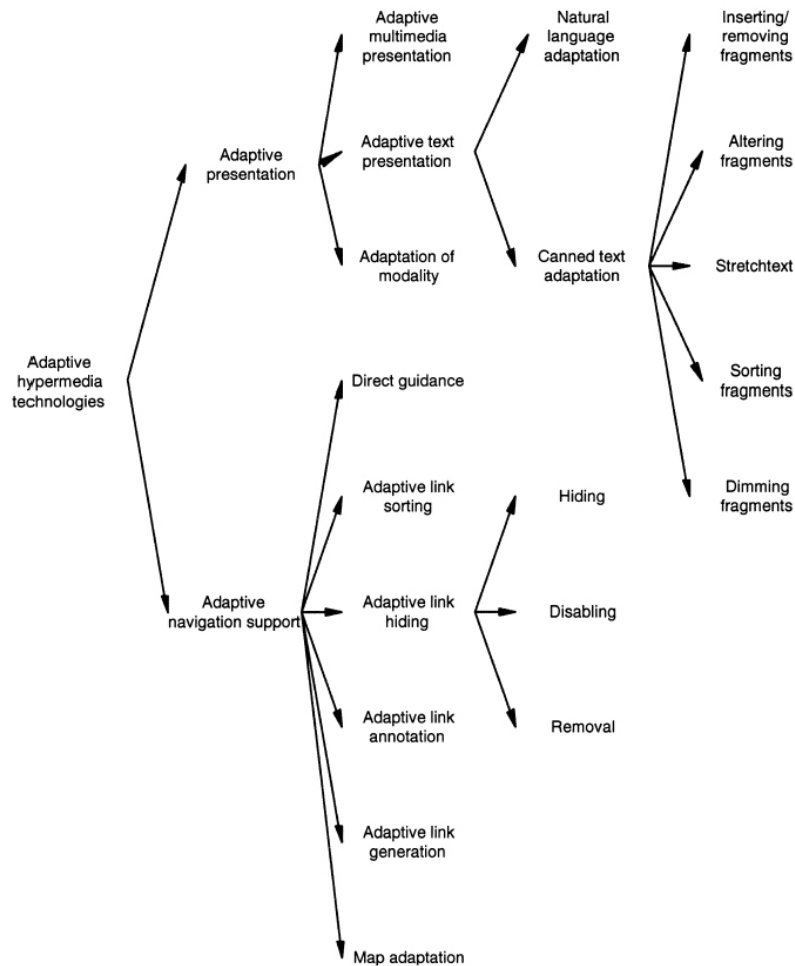 Adaptive
multimedia
presentation
Natural
language
adaptation
Inserting/
removing
fragments
Adaptive
presentation
Adaptive text
presentation
Altering
fragments
Adaptation of
modality
Canned text
adaptation
Stretchtext
Adaptive
hypermedia
technologies
Direct guidance
Sorting
fragments
Adaptive link
sorting
Hiding
Dimming
fragments
Adaptive
navigation support
Adaptive link
hiding
Disabling
Adaptive link
annotation
Removal
Adaptive link
generation
Map adaptation